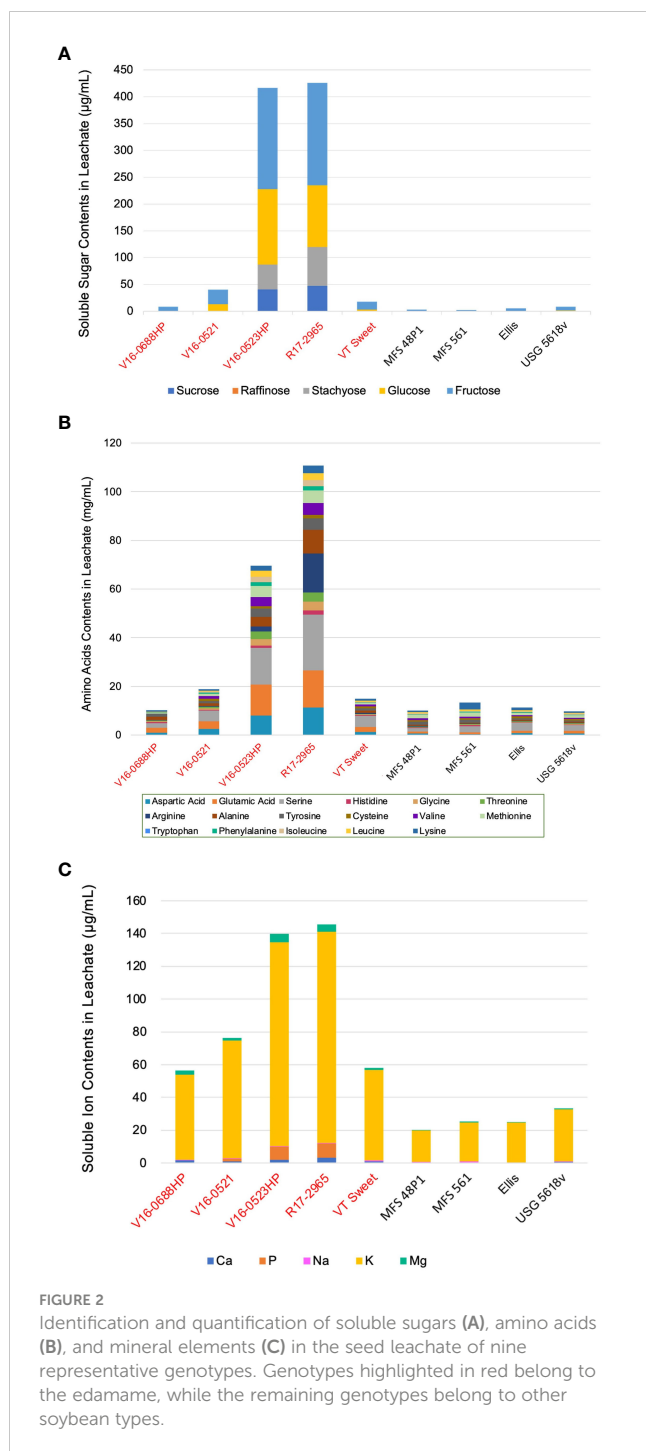 A
Soluble Sugar Contents in Leachate (µg/mL)
450
400
350
300
250
200
150
100
50
0
V16-0688HP
V16-0521
V16-0523HP
R17-2965
VT Sweet
MFS 48P1
MFS 561
Ellis
USG 5618v
Sucrose Raffinose Stachyose Glucose Fructose
B
Amino Acids Contents in Leachate (mg/mL)
120
100
80
60
40
20
0
V16-0688HP
V16-0521
V16-0523HP
R17-2965
VT Sweet
MFS 48P1
MFS 561
Ellis
USG 5618v
Aspartic Acid Glutamic Acid Serine Histidine Glycine Threonine
Arginine Alanine Tyrosine Cysteine Valine Methionine
Tryptophan Phenylalanine Isoleucine Leucine Lysine
C
Soluble Ion Contents in Leachate (µg/mL)
160
140
120
100
80
60
40
20
0
V16-0688HP
V16-0521
V16-0523HP
R17-2965
VT Sweet
MFS 48P1
MFS 561
Ellis
USG 5618v
Ca P Na K Mg
FIGURE 2
Identification and quantification of soluble sugars (A), amino acids
(B), and mineral elements (C) in the seed leachate of nine
representative genotypes. Genotypes highlighted in red belong to
the edamame, while the remaining genotypes belong to other
soybean types.